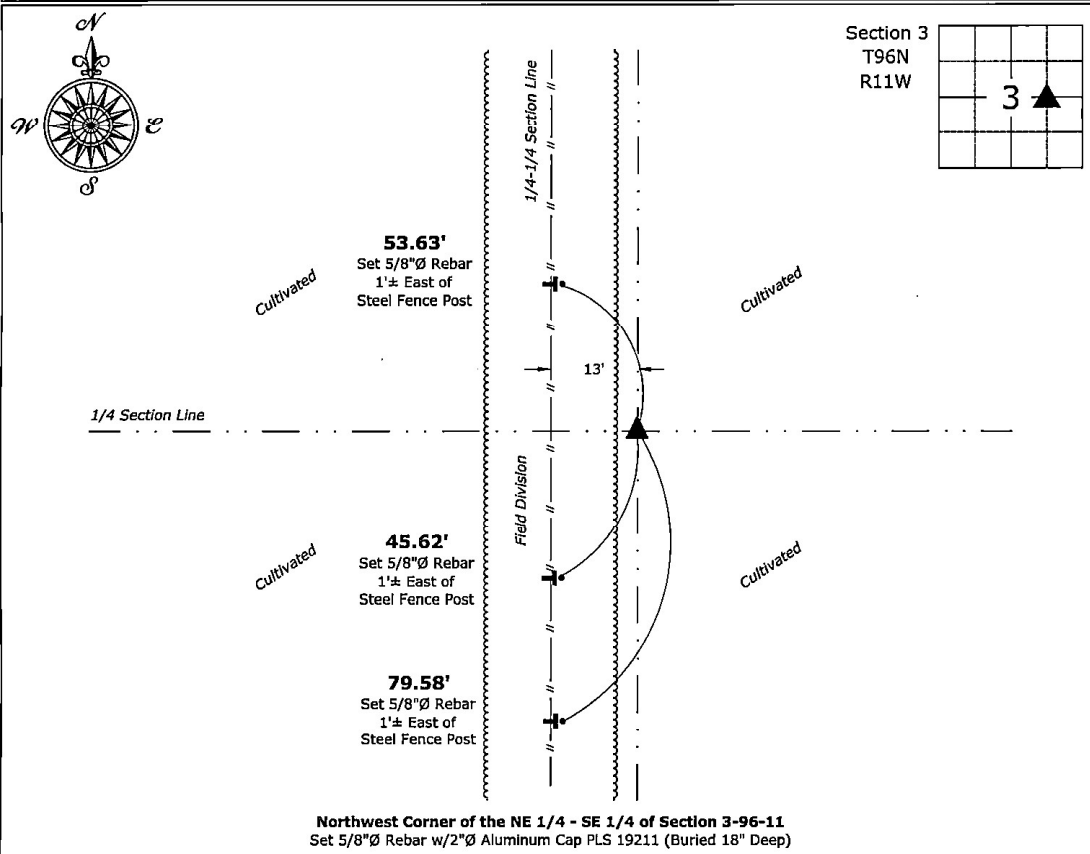 N
W
E
S
Section 3
T96N
R11W
3
1/4-1/4 Section Line
53.63'
Set 5/8"Ø Rebar
1'± East of
Steel Fence Post
Cultivated
Cultivated
13'
1/4 Section Line
Field Division
45.62'
Set 5/8"Ø Rebar
1'± East of
Steel Fence Post
Cultivated
Cultivated
79.58'
Set 5/8"Ø Rebar
1'± East of
Steel Fence Post
Northwest Corner of the NE 1/4 - SE 1/4 of Section 3-96-11
Set 5/8"Ø Rebar w/2"Ø Aluminum Cap PLS 19211 (Buried 18" Deep)